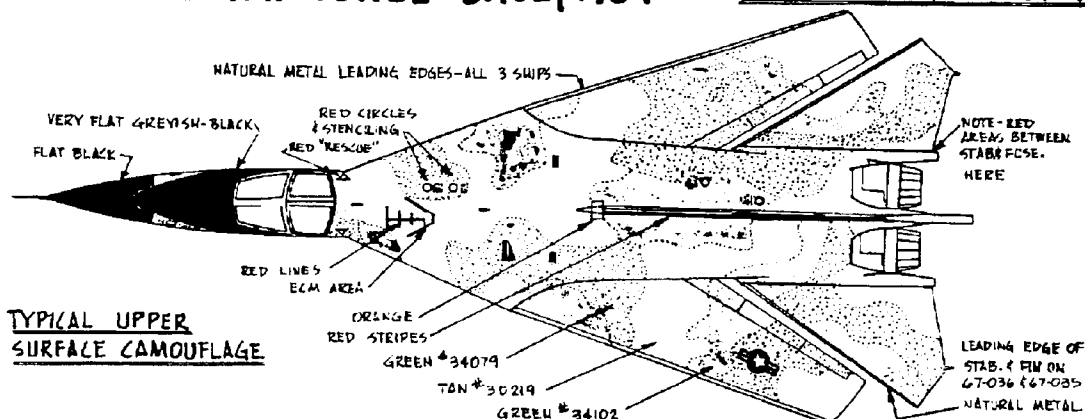 NATURAL METAL LEADING EDGES-ALL 3 SHIPS
VERY FLAT GREYISH-BLACK
FLAT BLACK
RED CIRCLES
& STENCILING
RED "RESCUE"
NOTE-RED
AREAS BETWEEN
STAB & FUSE.
HERE
RED LINES
ECM AREA
ORANGE
RED STRIPES
GREEN #34079
TAN #30219
GREEN #34102
TYPICAL UPPER
SURFACE CAMOUFLAGE
LEADING EDGE OF
STAB. & FIN ON
67-036 & 67-035
NATURAL METAL